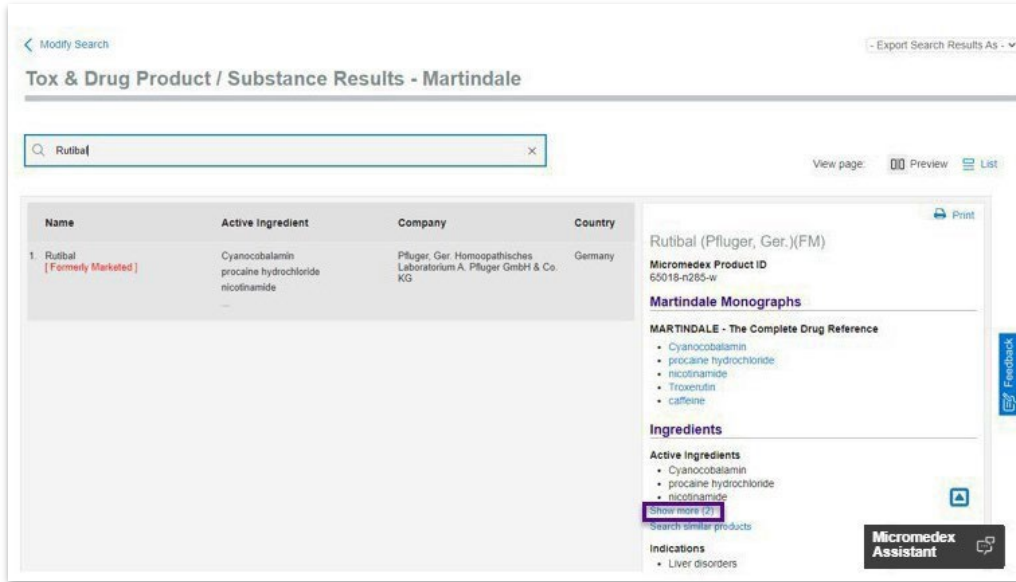 Modify Search
- Export Search Results As -
Tox & Drug Product / Substance Results - Martindale
Rutibal
View page:
Preview
List
Name
Active Ingredient
Company
Country
1. Rutibal
[ Formerly Marketed ]
Cyanocobalamin
procaine hydrochloride
nicotinamide
...
Pfluger, Ger. Homoopathisches
Laboratorium A. Pfluger GmbH & Co.
KG
Germany
Print
Rutibal (Pfluger, Ger.)(FM)
Micromedex Product ID
65018-n285-w
Martindale Monographs
MARTINDALE - The Complete Drug Reference
• Cyanocobalamin
• procaine hydrochloride
• nicotinamide
• Troxerutin
• caffeine
Ingredients
Active Ingredients
• Cyanocobalamin
• procaine hydrochloride
• nicotinamide
Show more (2)
Search similar products
Indications
• Liver disorders
Feedback
Micromedex
Assistant